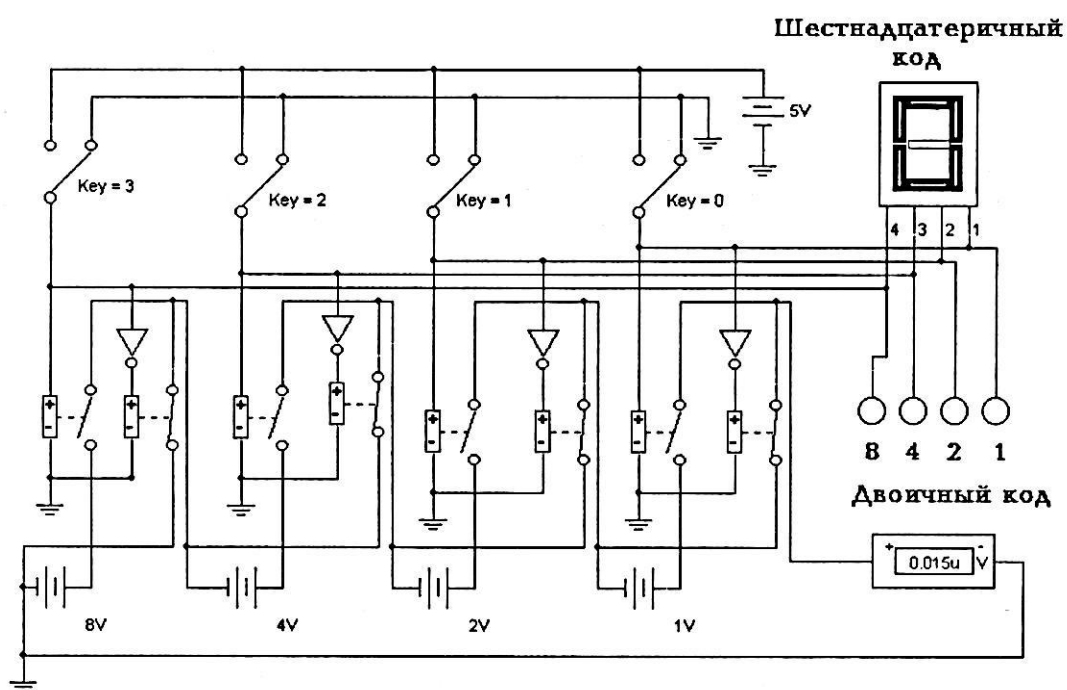 Шестнадцатеричный
код
5V
Key = 3
Key = 2
Key = 1
Key = 0
4 3 2 1
8 4 2 1
Двоичный код
+ 0.015u - V
+ + + + + + + +
- - - - - - - -
8V
4V
2V
1V